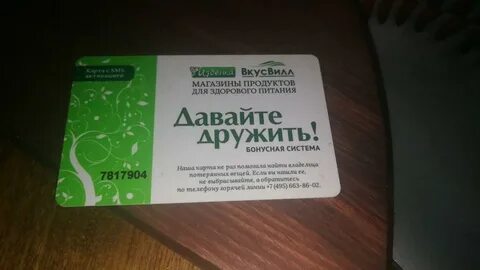 Карта с SMS-
активацией
Избёнка ВкусВилл
МАГАЗИНЫ ПРОДУКТОВ
ДЛЯ ЗДОРОВОГО ПИТАНИЯ
Давайте
дружить!
БОНУСНАЯ СИСТЕМА
7817904
Наша карта не раз помогала найти владельца
потерянных вещей. Если вы нашли ее,
не выбрасывайте, а обратитесь
по телефону горячей линии +7 (495) 663-86-02.